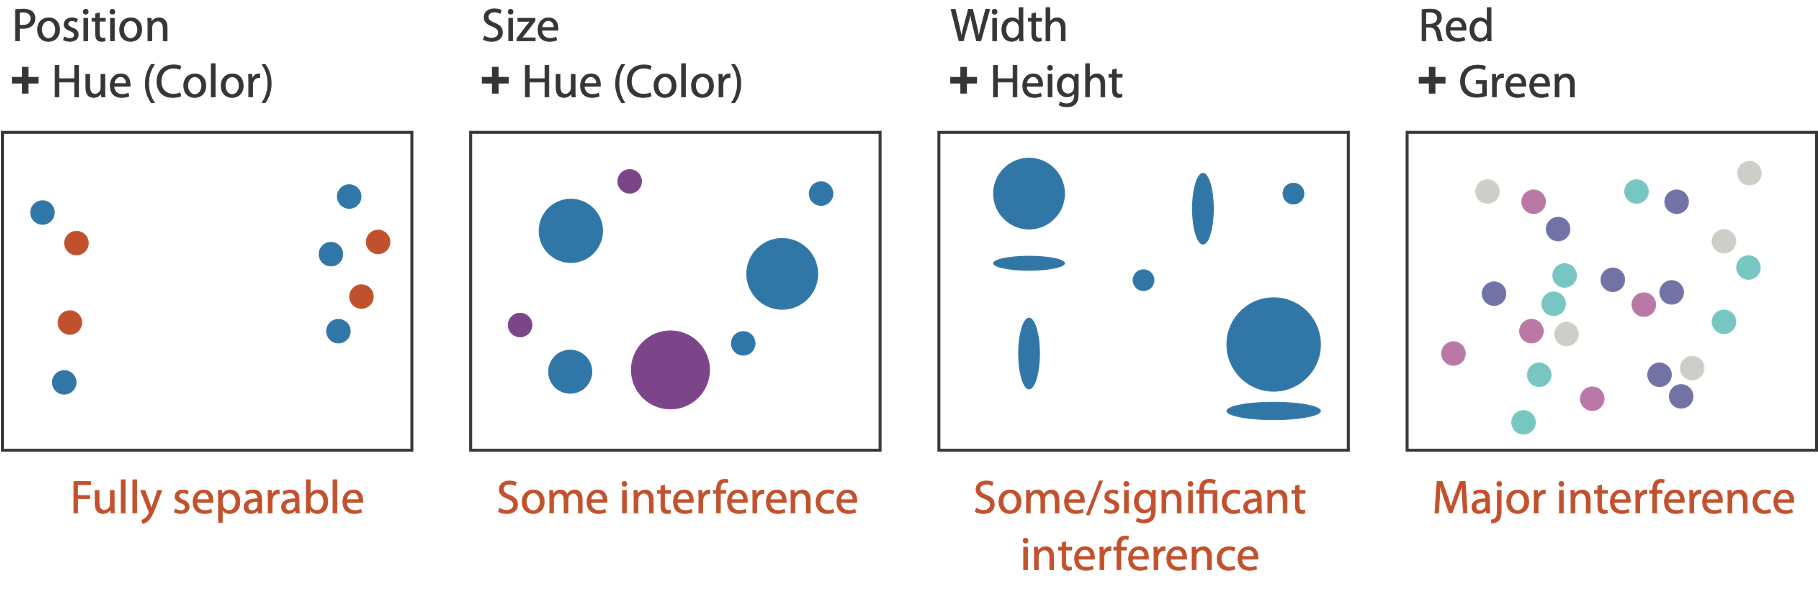 Position
+ Hue (Color)
Size
+ Hue (Color)
Width
+ Height
Red
+ Green
Fully separable
Some interference
Some/significant
interference
Major interference